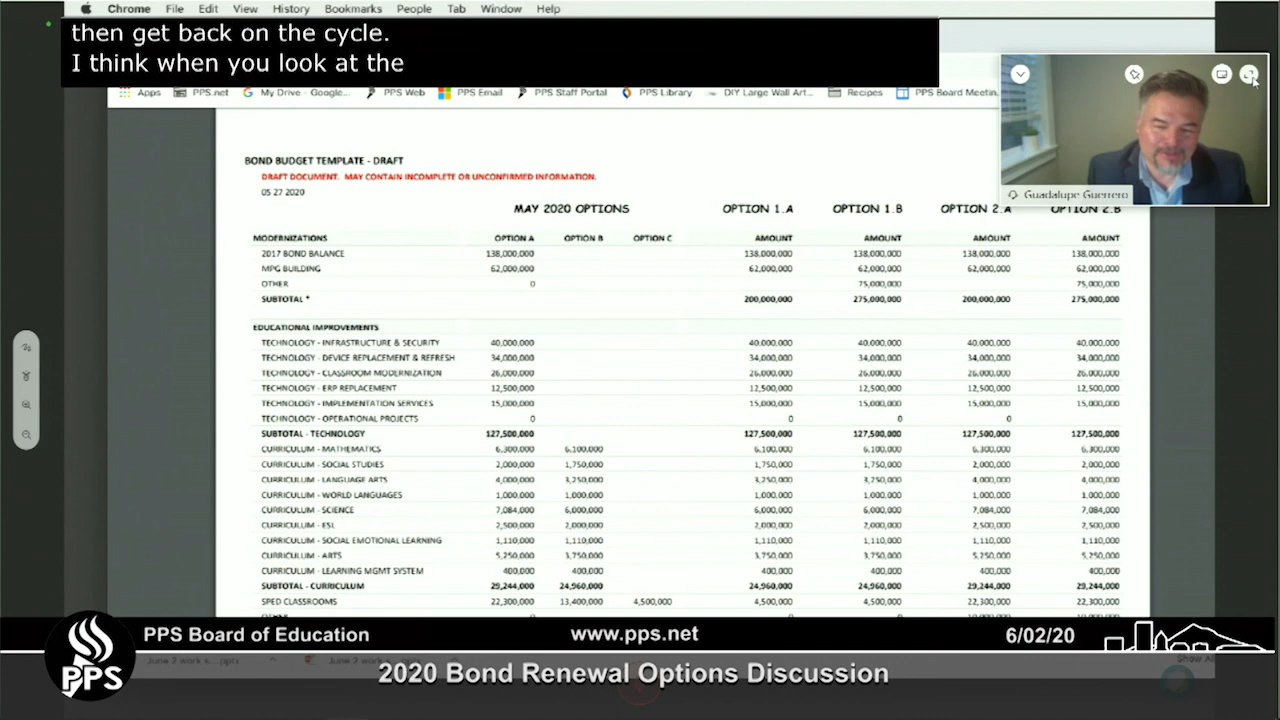 Chrome File Edit View History Bookmarks People Tab Window Help
then get back on the cycle.
I think when you look at the
Apps PPS.net My Drive - Google... PPS Web PPS Email PPS Staff Portal PPS Library DIY Large Wall Art... Recipes PPS Board Meetin...
Guadalupe Guerrero
BOND BUDGET TEMPLATE - DRAFT
DRAFT DOCUMENT. MAY CONTAIN INCOMPLETE OR UNCONFIRMED INFORMATION.
05 27 2020
MAY 2020 OPTIONS OPTION 1.A OPTION 1.B OPTION 2.A OPTION 2.B
MODERNIZATIONS OPTION A OPTION B OPTION C AMOUNT AMOUNT AMOUNT AMOUNT
2017 BOND BALANCE 138,000,000 138,000,000 138,000,000 138,000,000 138,000,000
MPG BUILDING 62,000,000 62,000,000 62,000,000 62,000,000 62,000,000
OTHER 0 75,000,000 75,000,000
SUBTOTAL * 200,000,000 275,000,000 200,000,000 275,000,000
EDUCATIONAL IMPROVEMENTS
TECHNOLOGY - INFRASTRUCTURE & SECURITY 40,000,000 40,000,000 40,000,000 40,000,000 40,000,000
TECHNOLOGY - DEVICE REPLACEMENT & REFRESH 34,000,000 34,000,000 34,000,000 34,000,000 34,000,000
TECHNOLOGY - CLASSROOM MODERNIZATION 26,000,000 26,000,000 26,000,000 26,000,000 26,000,000
TECHNOLOGY - ERP REPLACEMENT 12,500,000 12,500,000 12,500,000 12,500,000 12,500,000
TECHNOLOGY - IMPLEMENTATION SERVICES 15,000,000 15,000,000 15,000,000 15,000,000 15,000,000
TECHNOLOGY - OPERATIONAL PROJECTS 0 0 0 0
SUBTOTAL - TECHNOLOGY 127,500,000 127,500,000 127,500,000 127,500,000 127,500,000
CURRICULUM - MATHEMATICS 6,300,000 6,100,000 6,100,000 6,100,000 6,300,000 6,300,000
CURRICULUM - SOCIAL STUDIES 2,000,000 1,750,000 1,750,000 1,750,000 2,000,000 2,000,000
CURRICULUM - LANGUAGE ARTS 4,000,000 3,250,000 3,250,000 3,250,000 4,000,000 4,000,000
CURRICULUM - WORLD LANGUAGES 1,000,000 1,000,000 1,000,000 1,000,000 1,000,000 1,000,000
CURRICULUM - SCIENCE 7,084,000 6,000,000 6,000,000 6,000,000 7,084,000 7,084,000
CURRICULUM - ESL 2,500,000 2,000,000 2,000,000 2,000,000 2,500,000 2,500,000
CURRICULUM - SOCIAL EMOTIONAL LEARNING 1,110,000 1,110,000 1,110,000 1,110,000 1,110,000 1,110,000
CURRICULUM - ARTS 5,250,000 3,750,000 3,750,000 3,750,000 5,250,000 5,250,000
CURRICULUM - LEARNING MGMT SYSTEM 400,000 400,000 400,000 400,000 400,000 400,000
SUBTOTAL - CURRICULUM 29,244,000 24,960,000 24,960,000 24,960,000 29,244,000 29,244,000
SPED CLASSROOMS 22,300,000 13,400,000 4,500,000 4,500,000 4,500,000 22,300,000 22,300,000
PPS Board of Education www.pps.net 6/02/20
PPS
2020 Bond Renewal Options Discussion